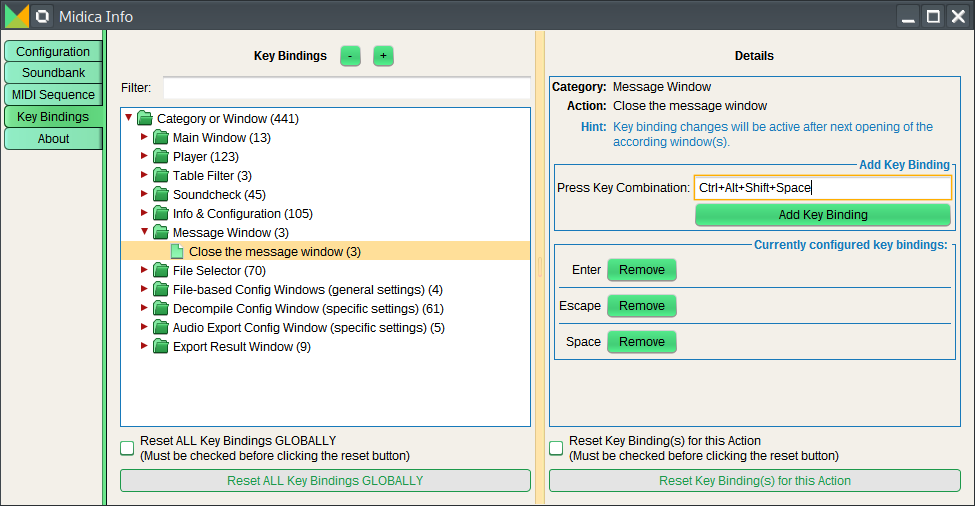 Midica Info
Configuration
Soundbank
MIDI Sequence
Key Bindings
About
Key Bindings - +
Filter:
Category or Window (441)
Main Window (13)
Player (123)
Table Filter (3)
Soundcheck (45)
Info & Configuration (105)
Message Window (3)
Close the message window (3)
File Selector (70)
File-based Config Windows (general settings) (4)
Decompile Config Window (specific settings) (61)
Audio Export Config Window (specific settings) (5)
Export Result Window (9)
Reset ALL Key Bindings GLOBALLY
(Must be checked before clicking the reset button)
Reset ALL Key Bindings GLOBALLY
Details
Category: Message Window
Action: Close the message window
Hint: Key binding changes will be active after next opening of the
according window(s).
Add Key Binding
Press Key Combination: Ctrl+Alt+Shift+Space
Add Key Binding
Currently configured key bindings:
Enter Remove
Escape Remove
Space Remove
Reset Key Binding(s) for this Action
(Must be checked before clicking the reset button)
Reset Key Binding(s) for this Action